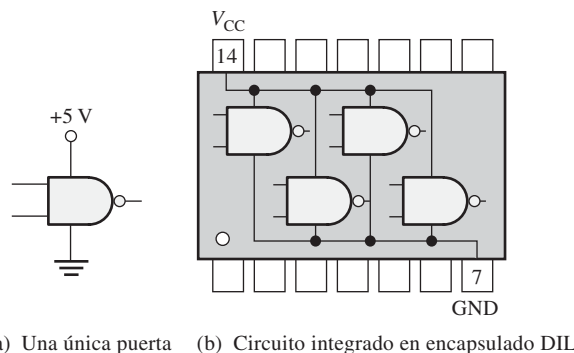 V_CC
14
+5 V
7
GND
a) Una única puerta (b) Circuito integrado en encapsulado DIL